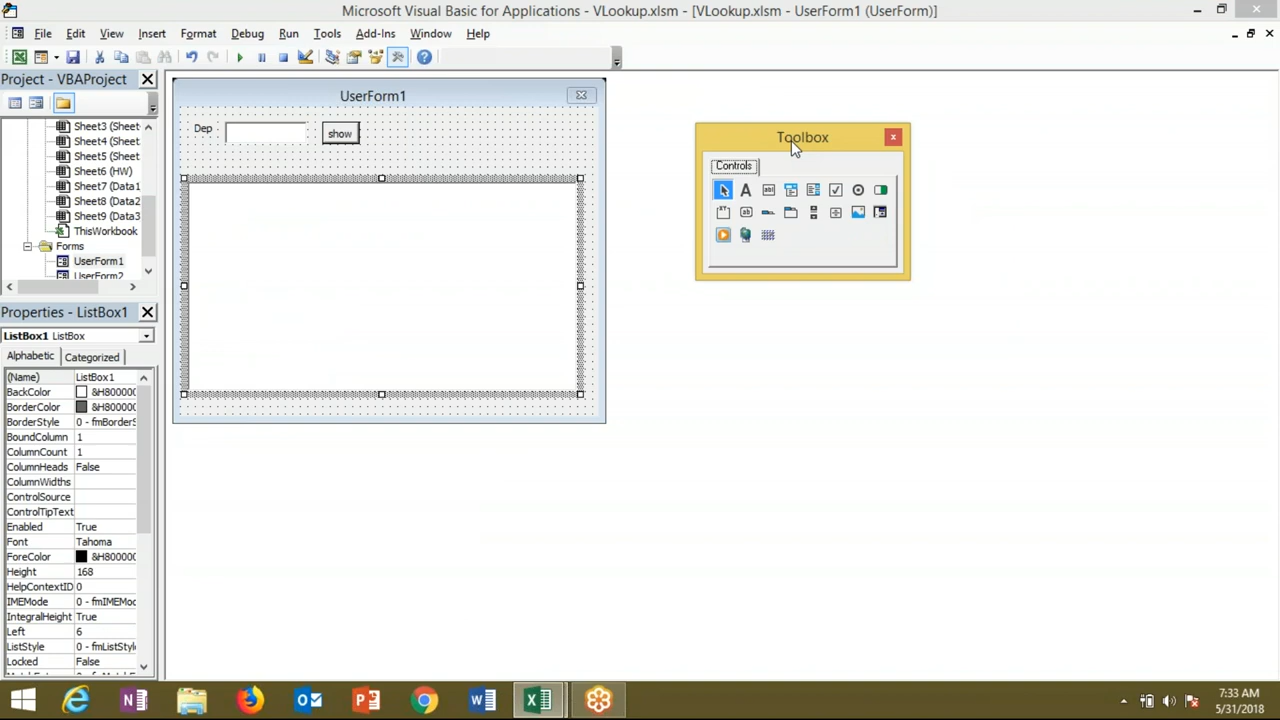 Microsoft Visual Basic for Applications - VLookup.xlsm - [VLookup.xlsm - UserForm1 (UserForm)]
File Edit View Insert Format Debug Run Tools Add-Ins Window Help
Project - VBAProject
Sheet3 (Sheet
Sheet4 (Sheet
Sheet5 (Sheet
Sheet6 (HW)
Sheet7 (Data1
Sheet8 (Data2
Sheet9 (Data3
ThisWorkbook
Forms
UserForm1
UserForm2
Properties - ListBox1
ListBox1 ListBox
Alphabetic Categorized
(Name) ListBox1
BackColor &H800000
BorderColor &H800000
BorderStyle 0 - fmBorderS
BoundColumn 1
ColumnCount 1
ColumnHeads False
ColumnWidths
ControlSource
ControlTipText
Enabled True
Font Tahoma
ForeColor &H800000
Height 168
HelpContextID 0
IMEMode 0 - fmIMEMod
IntegralHeight True
Left 6
ListStyle 0 - fmListStyl
Locked False
UserForm1
Dep show
Toolbox
Controls
7:33 AM
5/31/2018